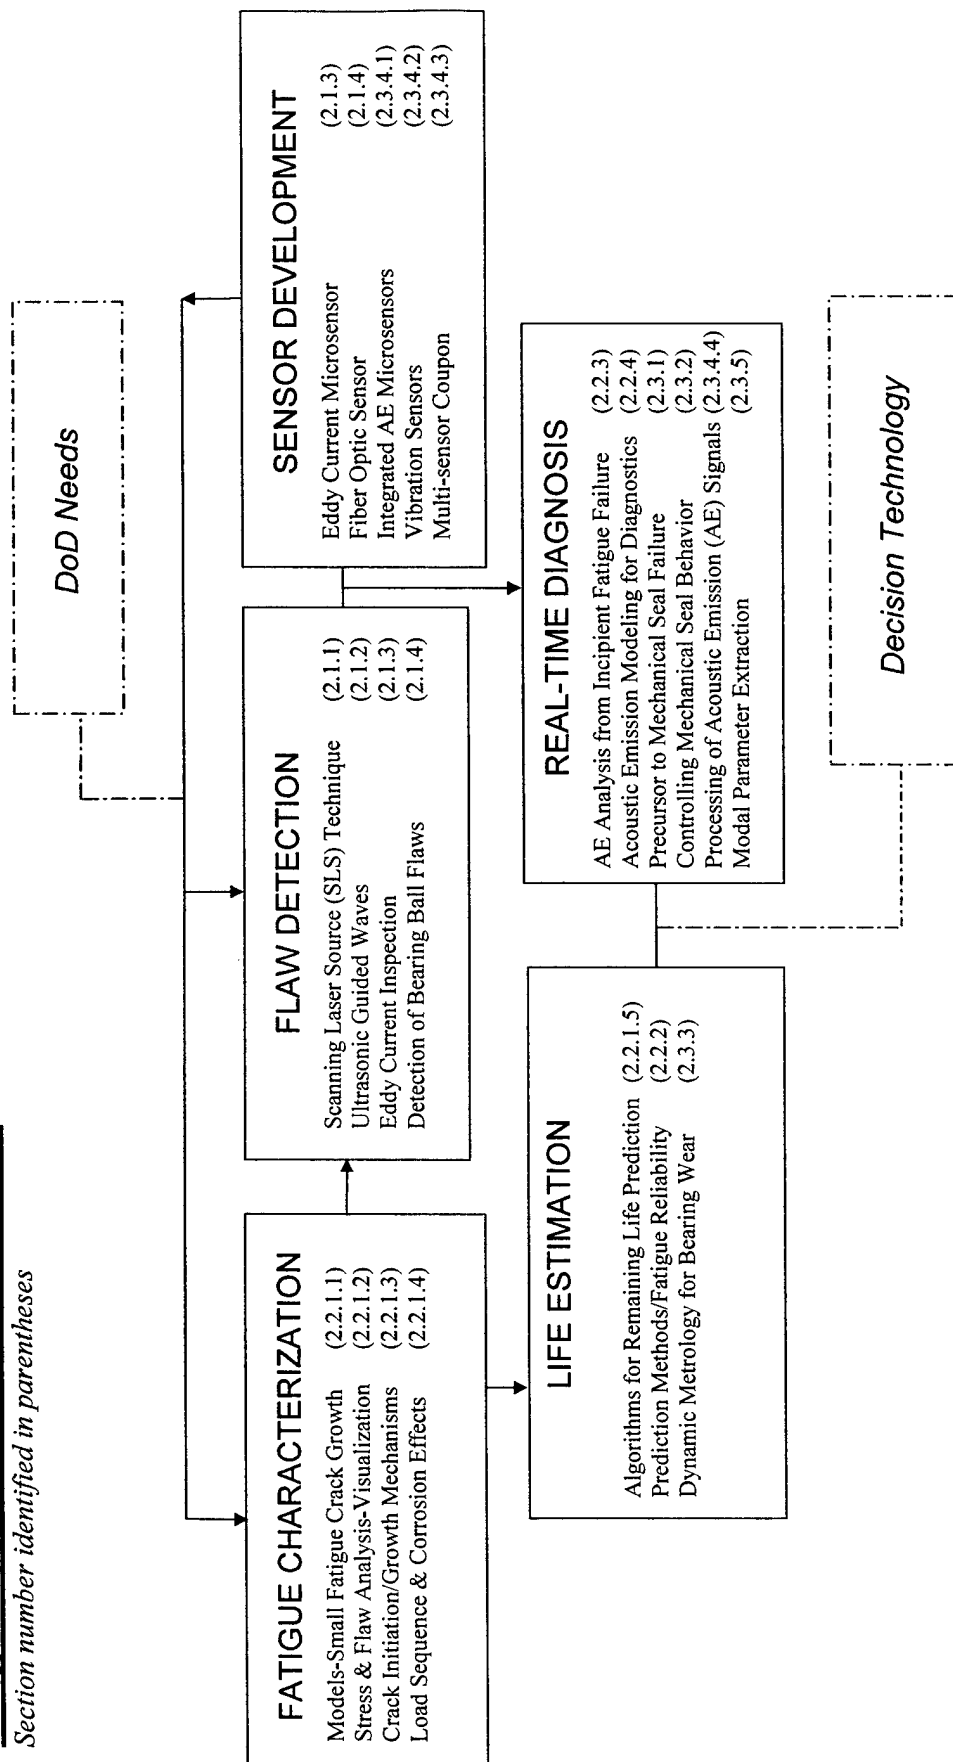 Section number identified in parentheses
DoD Needs
FATIGUE CHARACTERIZATION
Models-Small Fatigue Crack Growth (2.2.1.1)
Stress & Flaw Analysis-Visualization (2.2.1.2)
Crack Initiation/Growth Mechanisms (2.2.1.3)
Load Sequence & Corrosion Effects (2.2.1.4)
FLAW DETECTION
Scanning Laser Source (SLS) Technique (2.1.1)
Ultrasonic Guided Waves (2.1.2)
Eddy Current Inspection (2.1.3)
Detection of Bearing Ball Flaws (2.1.4)
SENSOR DEVELOPMENT
Eddy Current Microsensor (2.1.3)
Fiber Optic Sensor (2.1.4)
Integrated AE Microsensors (2.3.4.1)
Vibration Sensors (2.3.4.2)
Multi-sensor Coupon (2.3.4.3)
LIFE ESTIMATION
Algorithms for Remaining Life Prediction (2.2.1.5)
Prediction Methods/Fatigue Reliability (2.2.2)
Dynamic Metrology for Bearing Wear (2.3.3)
REAL-TIME DIAGNOSIS
AE Analysis from Incipient Fatigue Failure (2.2.3)
Acoustic Emission Modeling for Diagnostics (2.2.4)
Precursor to Mechanical Seal Failure (2.3.1)
Controlling Mechanical Seal Behavior (2.3.2)
Processing of Acoustic Emission (AE) Signals (2.3.4.4)
Modal Parameter Extraction (2.3.5)
Decision Technology